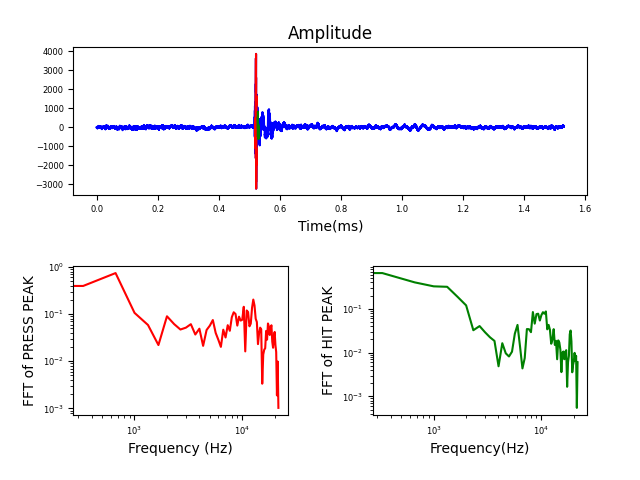 Amplitude
4000
3000
2000
1000
0
−1000
−2000
−3000
0.0 0.2 0.4 0.6 0.8 1.0 1.2 1.4 1.6
Time(ms)
FFT of PRESS PEAK
10⁰
10⁻¹
10⁻²
10⁻³
10³ 10⁴
Frequency (Hz)
FFT of HIT PEAK
10⁻¹
10⁻²
10⁻³
10³ 10⁴
Frequency(Hz)